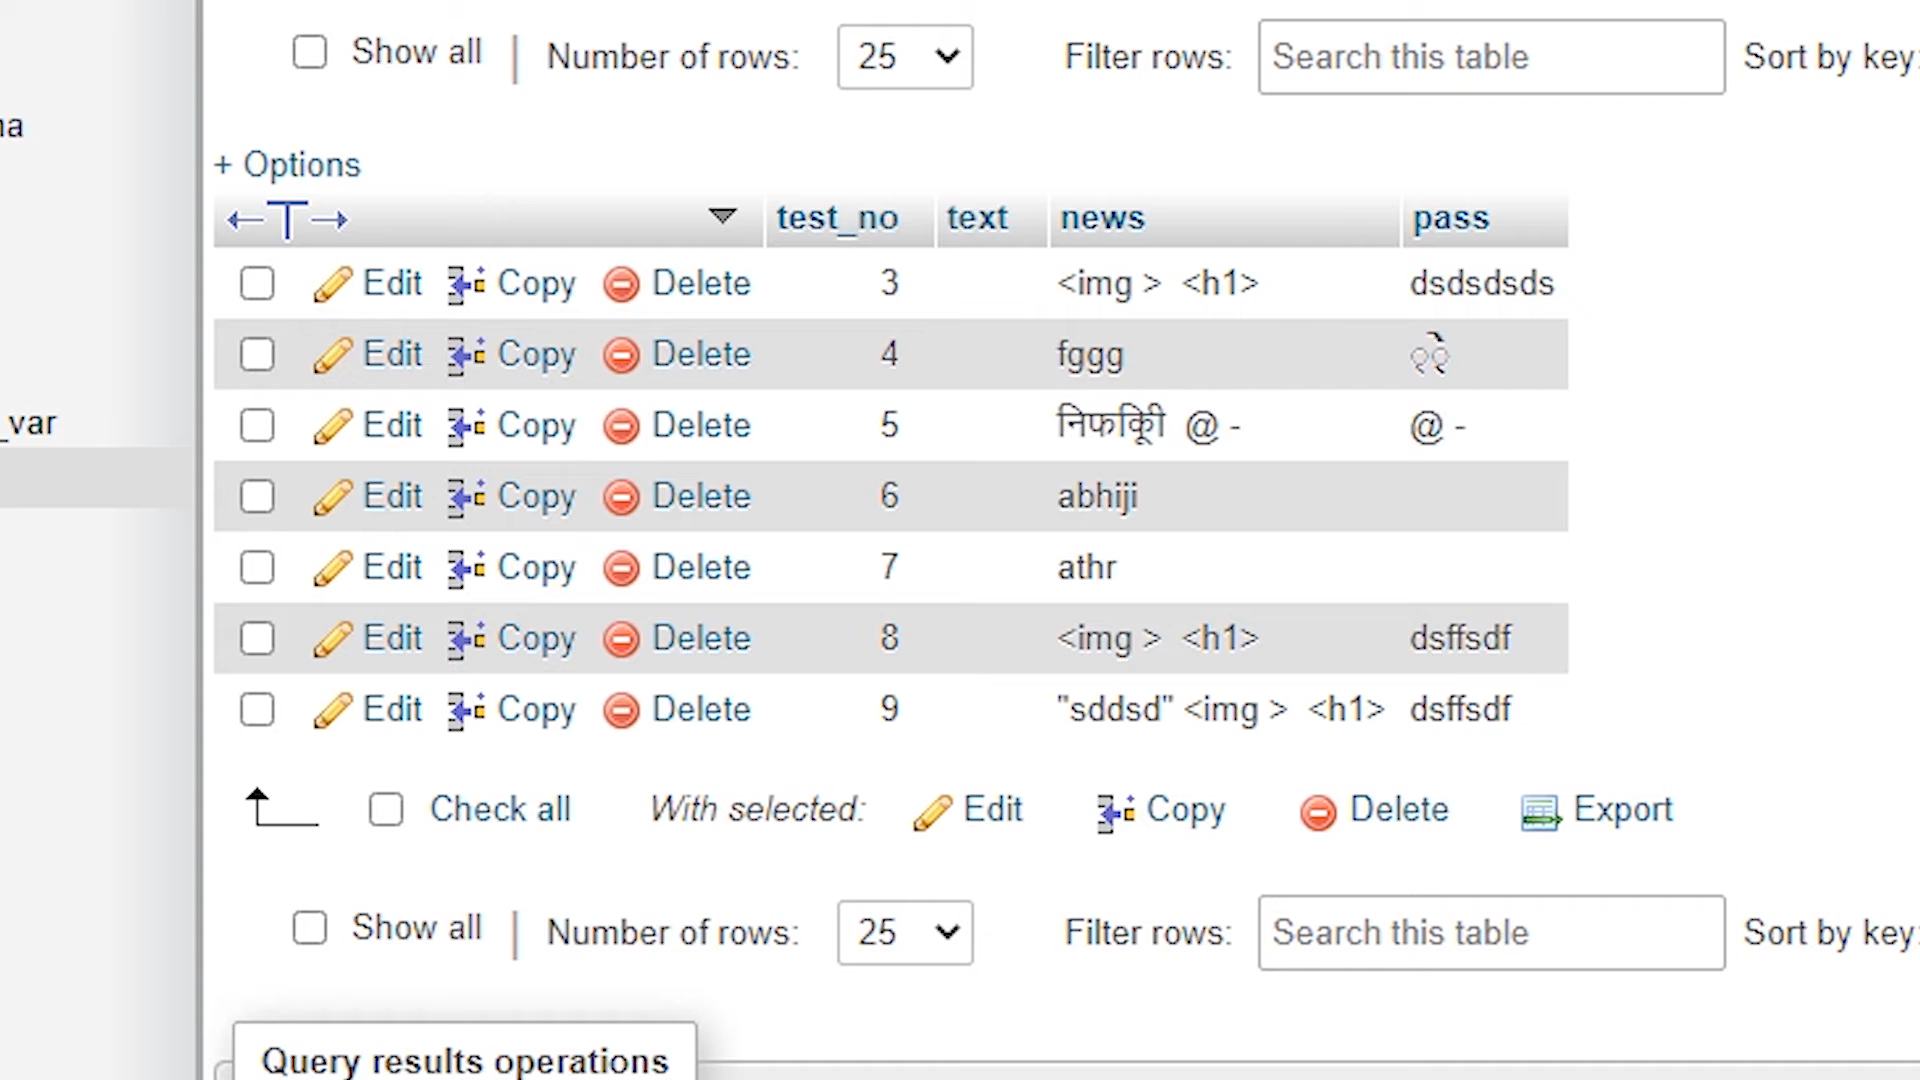 Show all | Number of rows: 25 Filter rows: Search this table Sort by key:
+ Options
test_no text news pass
Edit Copy Delete 3 <img > <h1> dsdsdsds
Edit Copy Delete 4 fggg
Edit Copy Delete 5 @ - @ -
_var
Edit Copy Delete 6 abhiji
Edit Copy Delete 7 athr
Edit Copy Delete 8 <img > <h1> dsffsdf
Edit Copy Delete 9 "sddsd" <img > <h1> dsffsdf
Check all With selected: Edit Copy Delete Export
Show all | Number of rows: 25 Filter rows: Search this table Sort by key:
Query results operations